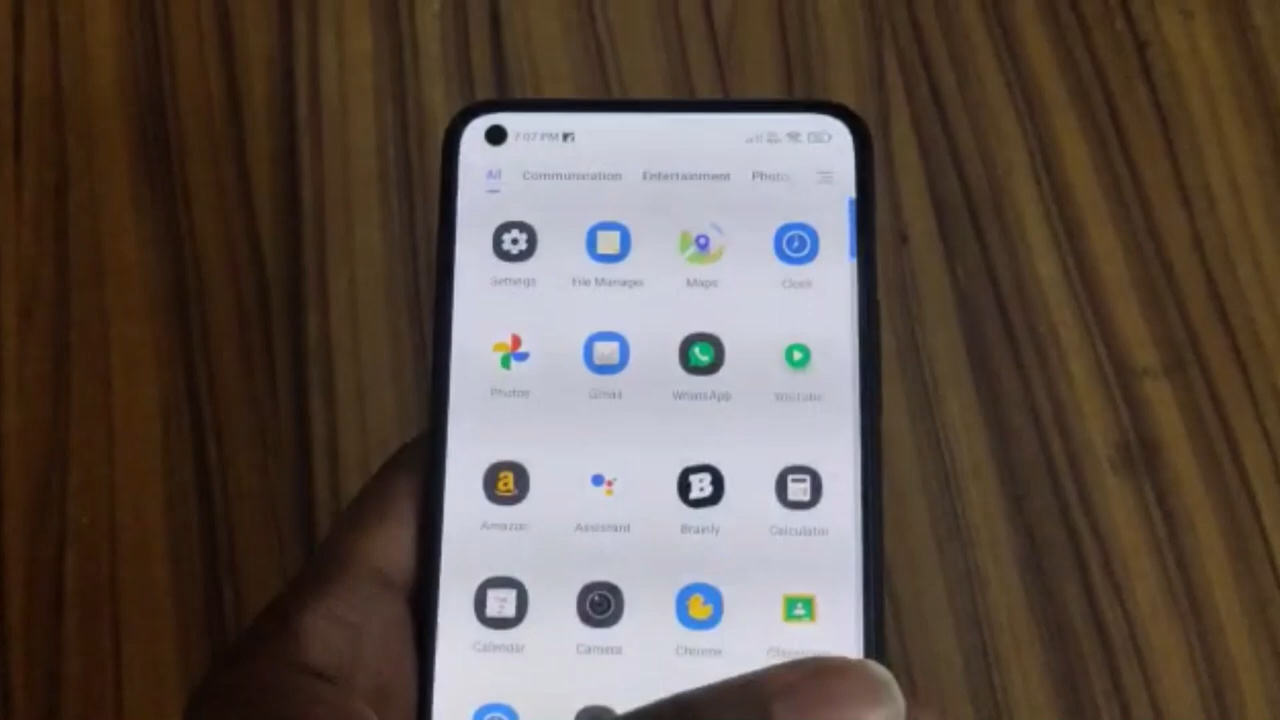 7:07 PM
All Communication Entertainment Photo
Settings File Manager Maps Clock
Photos Gmail WhatsApp YouTube
Amazon Assistant Brainly Calculator
Calendar Camera Chrome Classroom